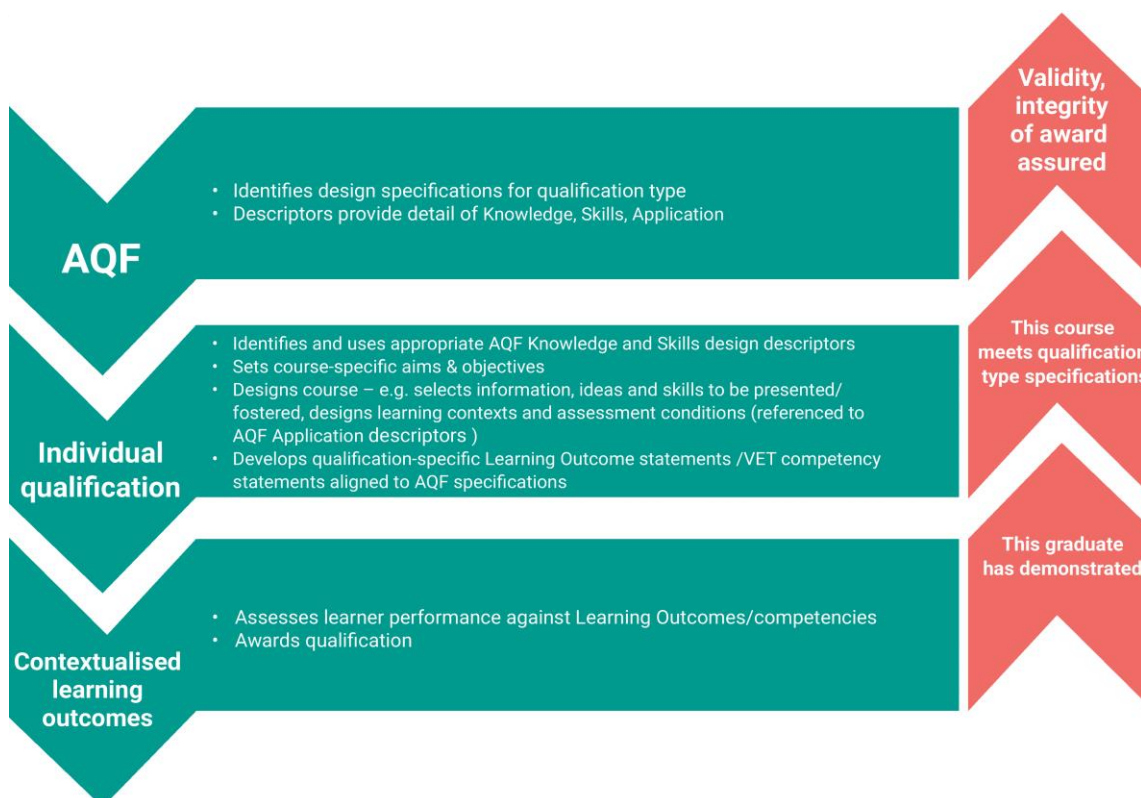 Validity,
integrity
of award
assured
AQF
• Identifies design specifications for qualification type
• Descriptors provide detail of Knowledge, Skills, Application
This course
meets qualification
type specifications
Individual
qualification
• Identifies and uses appropriate AQF Knowledge and Skills design descriptors
• Sets course-specific aims & objectives
• Designs course – e.g. selects information, ideas and skills to be presented/
fostered, designs learning contexts and assessment conditions (referenced to
AQF Application descriptors )
• Develops qualification-specific Learning Outcome statements /VET competency
statements aligned to AQF specifications
This graduate
has demonstrated
Contextualised
learning
outcomes
• Assesses learner performance against Learning Outcomes/competencies
• Awards qualification